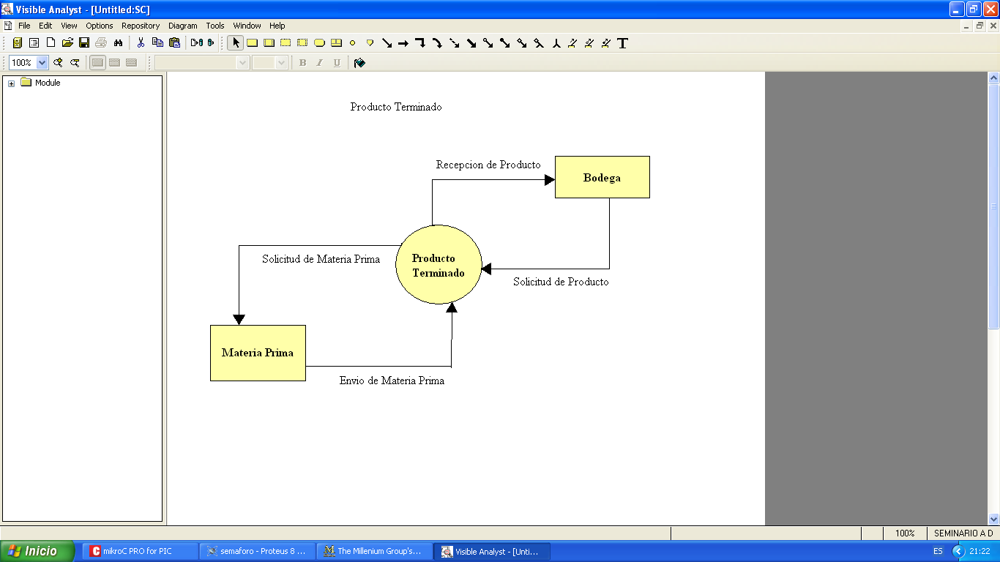 Visible Analyst - [Untitled:SC]
File Edit View Options Repository Diagram Tools Window Help
T
100% B I U
Module
Producto Terminado
Recepcion de Producto
Bodega
Solicitud de Materia Prima
Producto
Terminado
Solicitud de Producto
Materia Prima
Envio de Materia Prima
100% SEMINARIO A D
Inicio mikroC PRO for PIC semaforo - Proteus 8 ... The Millenium Group's... Visible Analyst - [Unti... ES 21:22